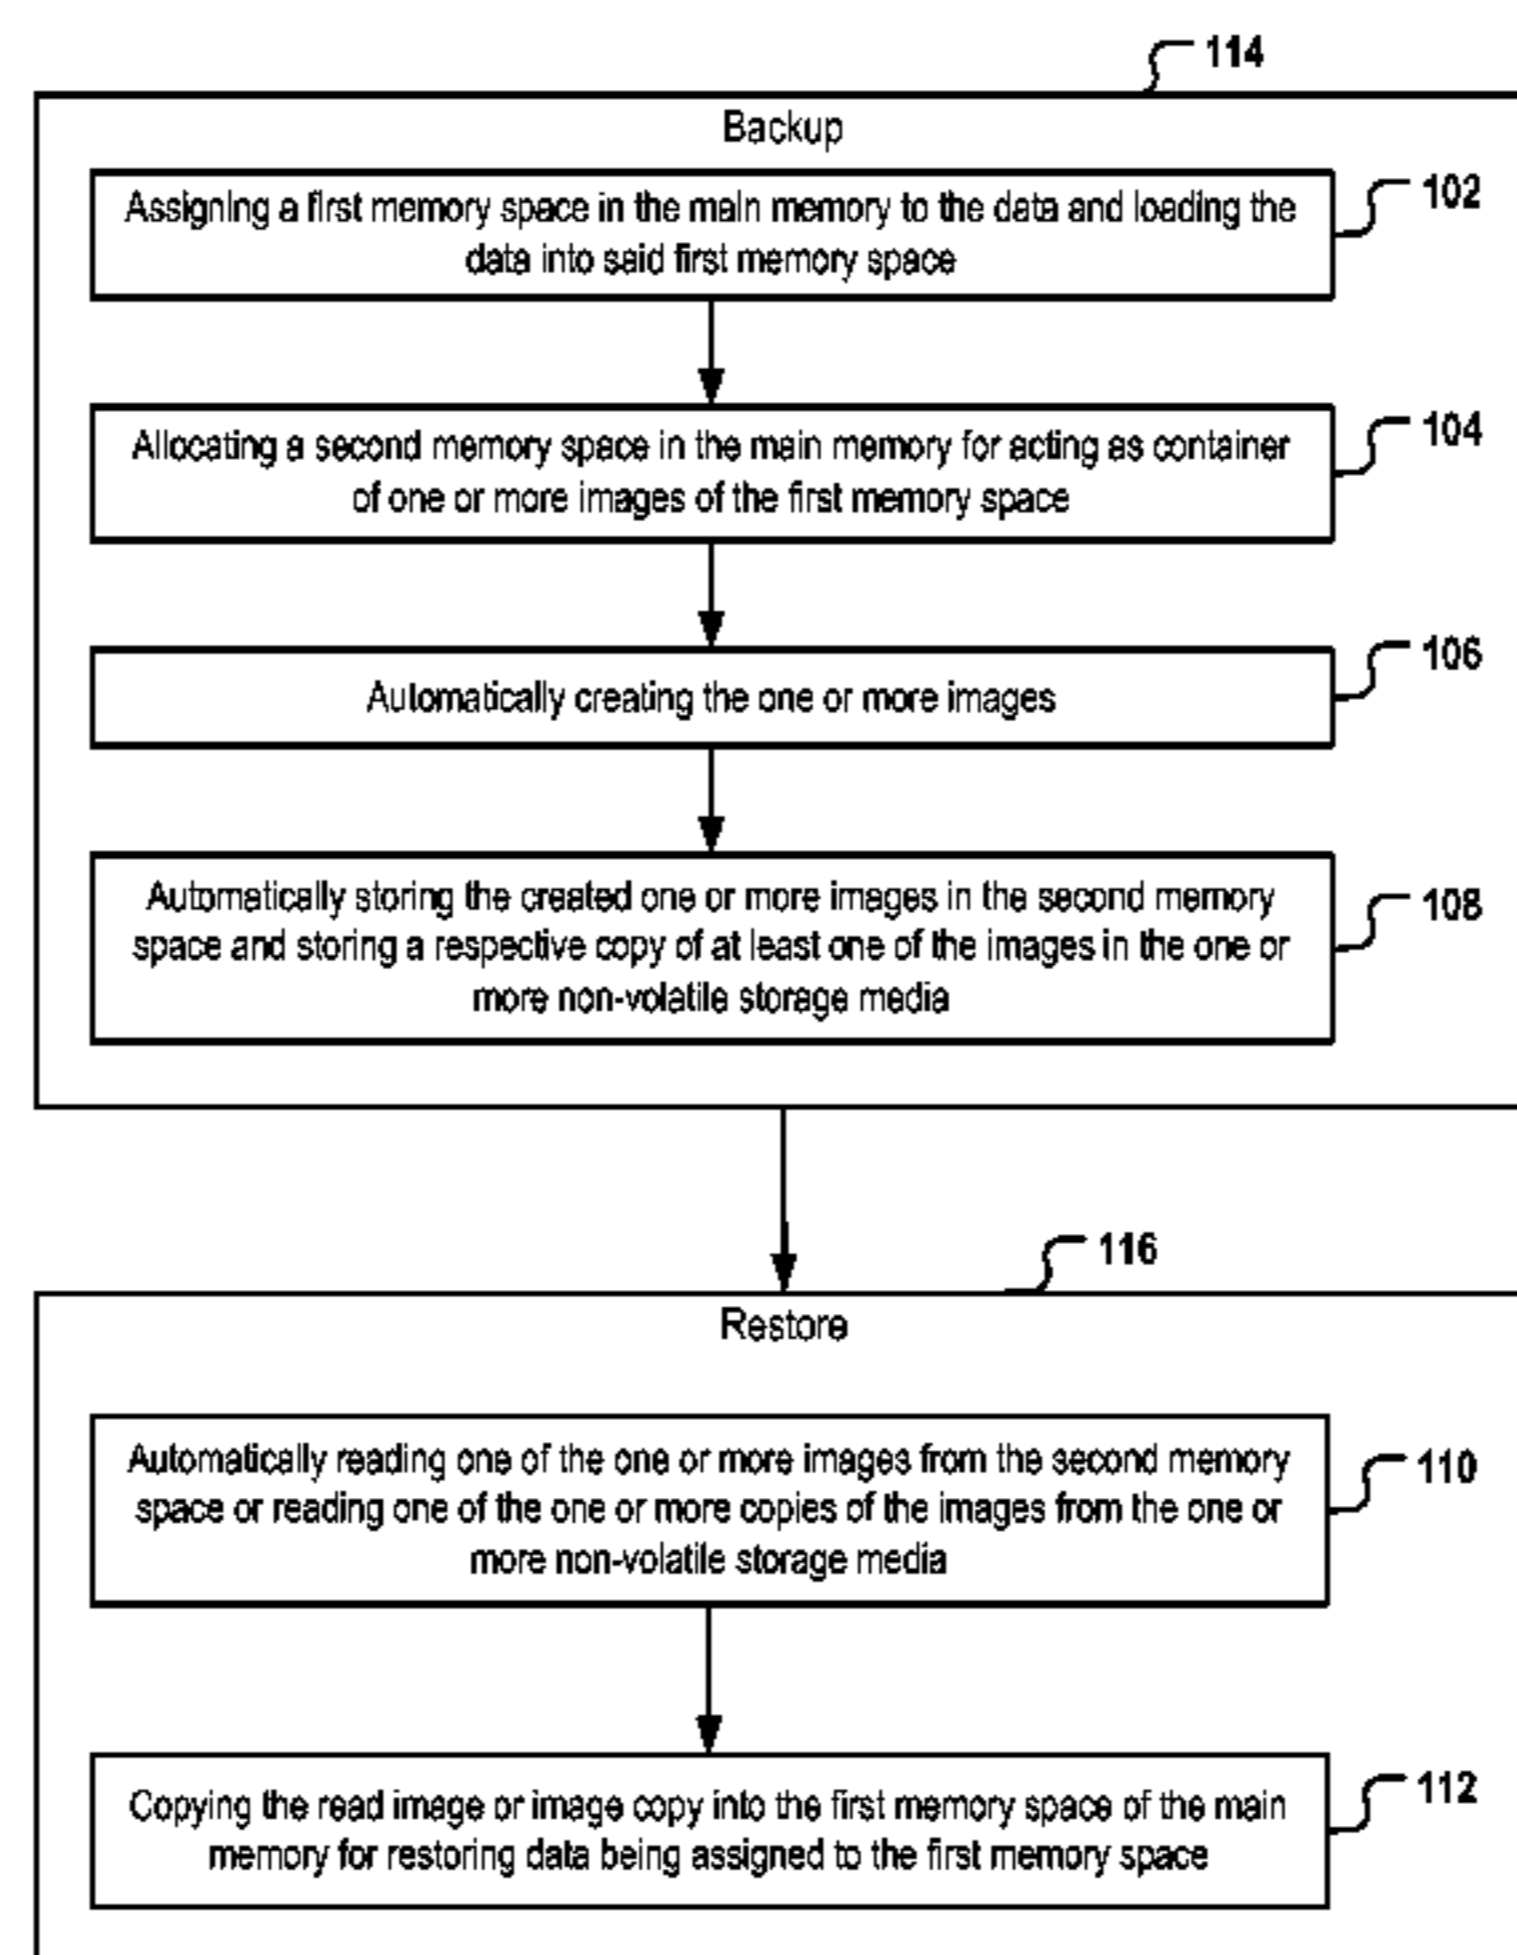 114
Backup
Assigning a first memory space in the main memory to the data and loading the
data into said first memory space
102
Allocating a second memory space in the main memory for acting as container
of one or more images of the first memory space
104
Automatically creating the one or more images
106
Automatically storing the created one or more images in the second memory
space and storing a respective copy of at least one of the images in the one or
more non-volatile storage media
108
116
Restore
Automatically reading one of the one or more images from the second memory
space or reading one of the one or more copies of the images from the one or
more non-volatile storage media
110
Copying the read image or image copy into the first memory space of the main
memory for restoring data being assigned to the first memory space
112